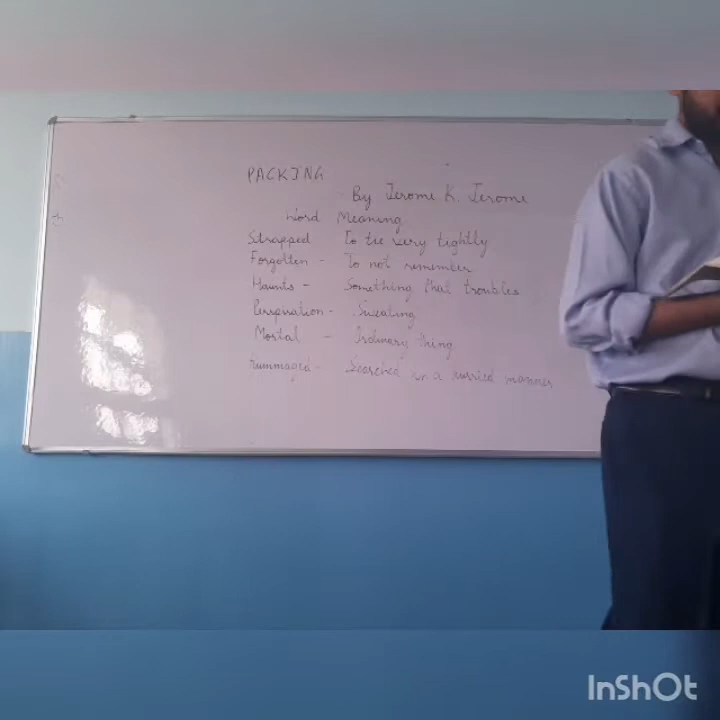 PACKING
By Jerome K. Jerome
Word Meaning
Strapped To tie very tightly
Forgotten - To not remember
Haunts - Something that troubles
Perspiration - Sweating
Mortal - Ordinary thing
Rummaged - Searched in a hurried manner
InShOt